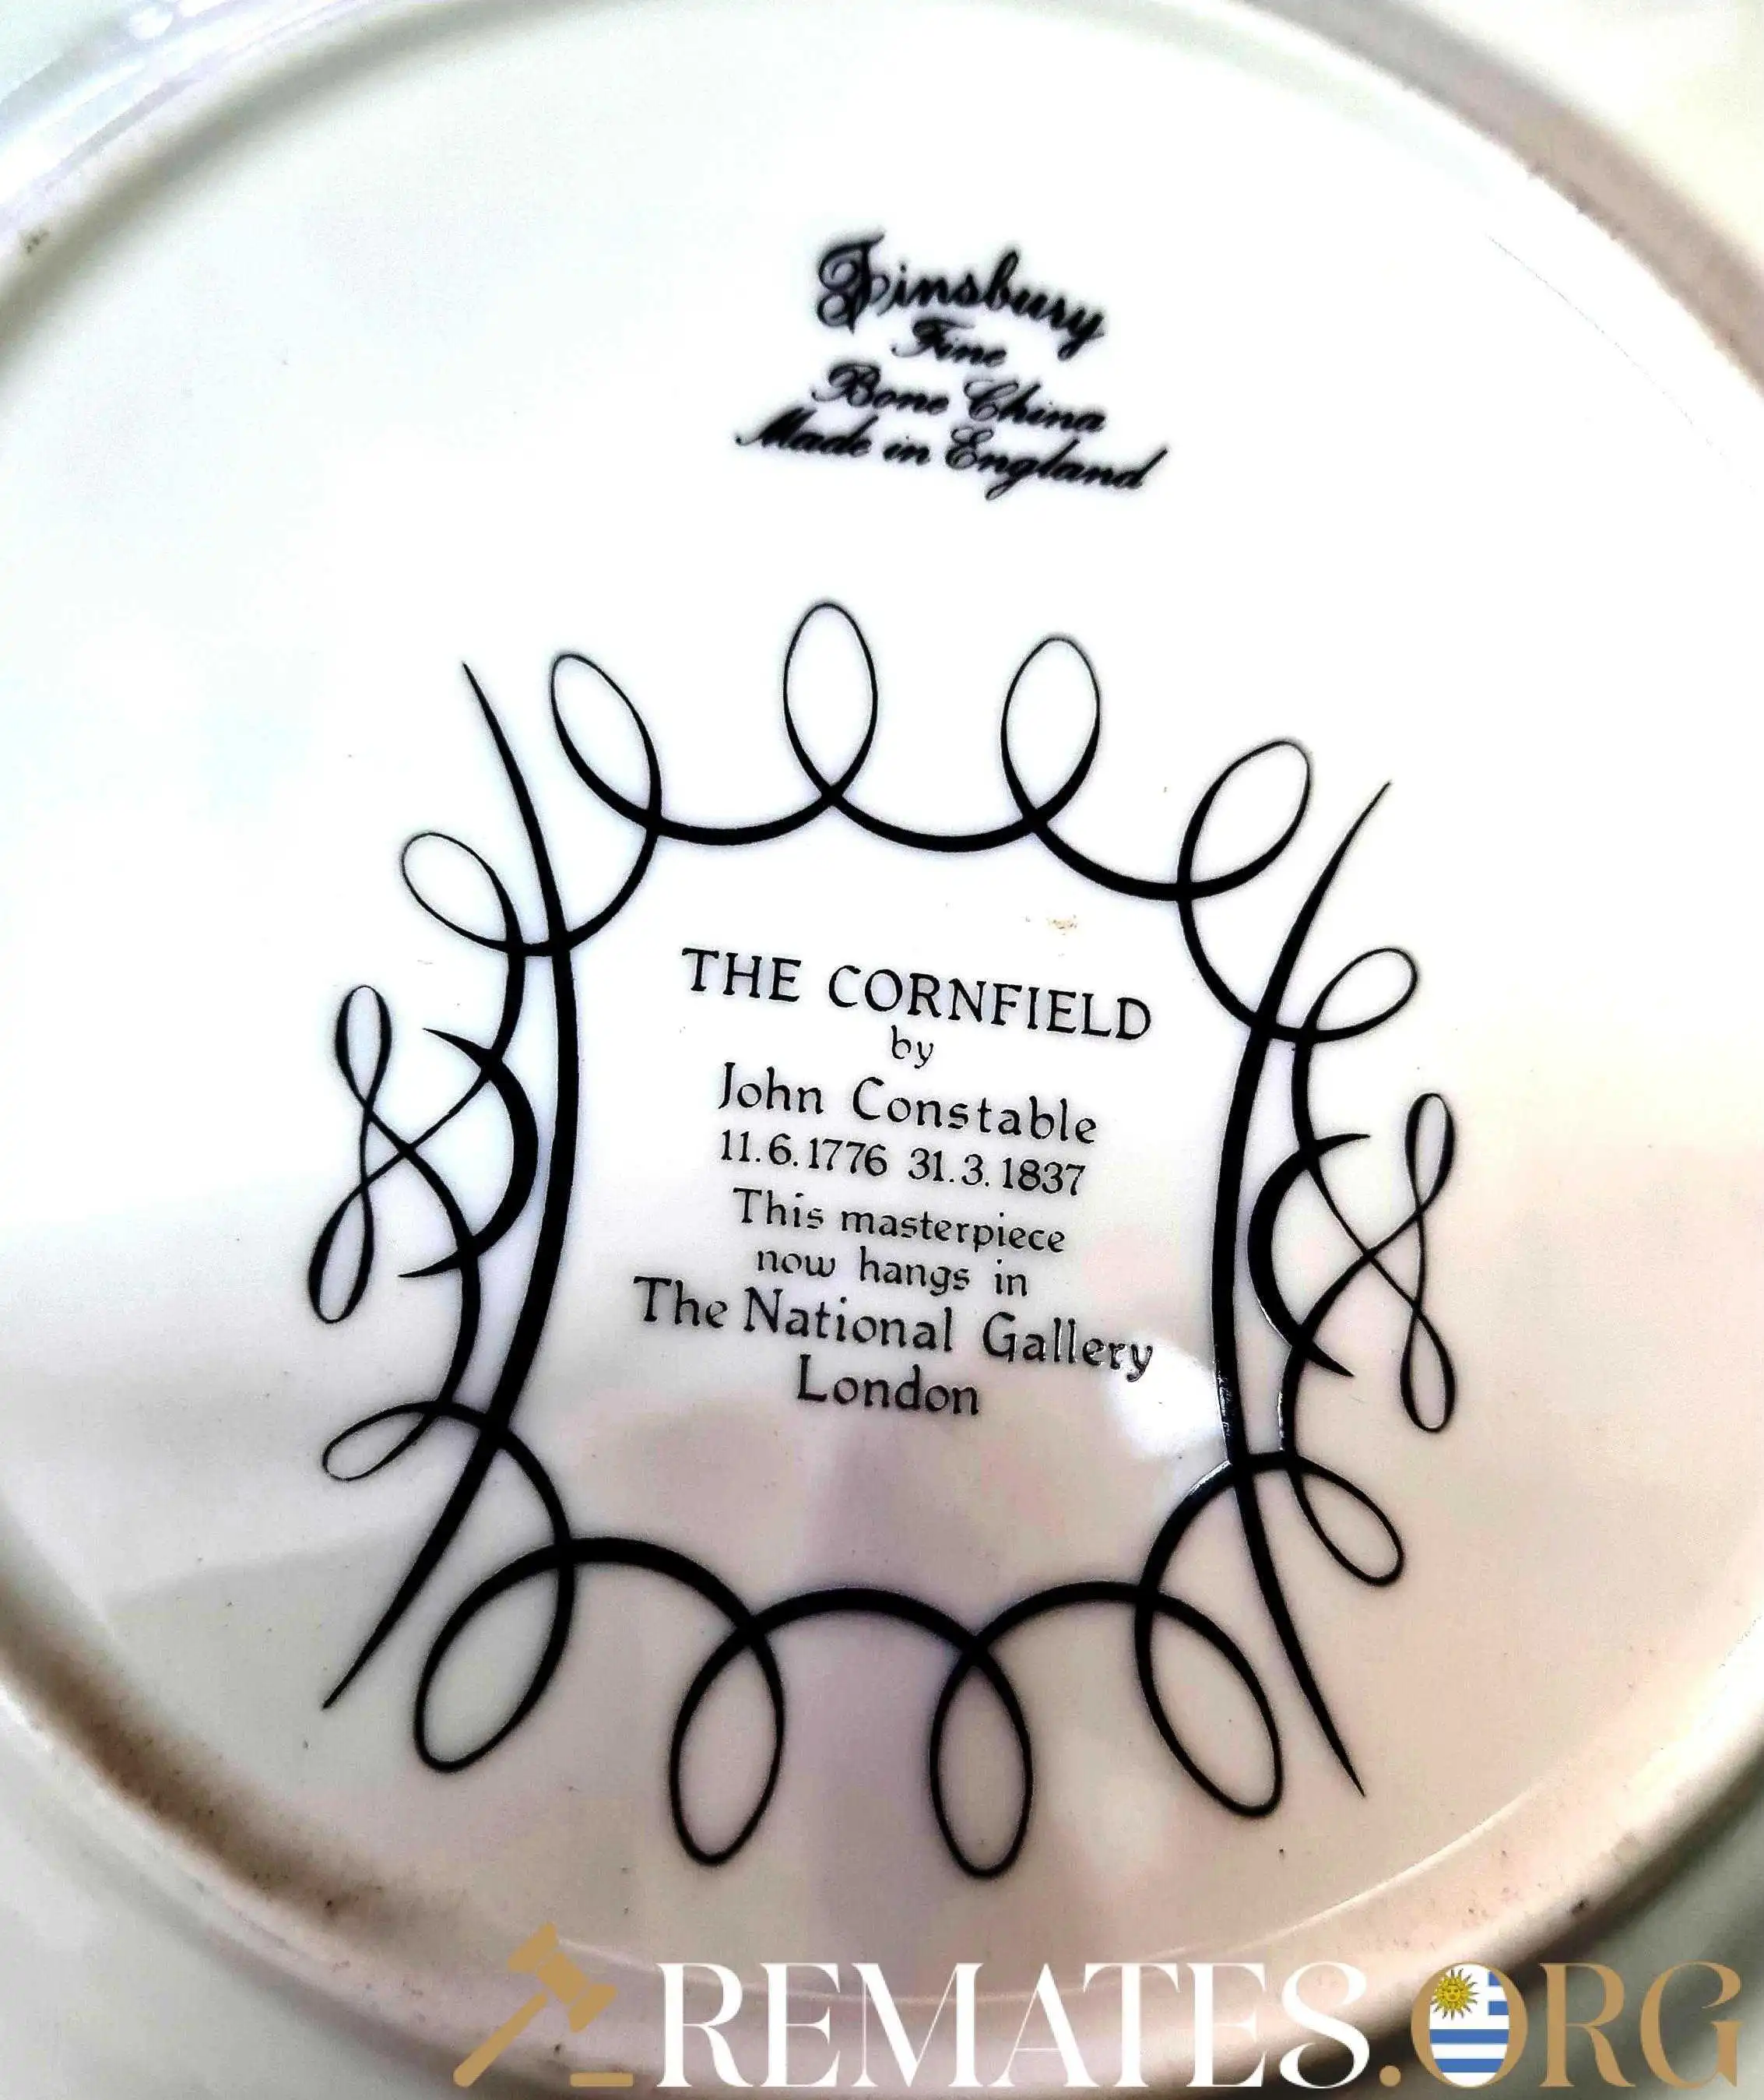 Finsbury
Fine
Bone China
Made in England
THE CORNFIELD
by
John Constable
11.6.1776 31.3.1837
This masterpiece
now hangs in
The National Gallery
London
REMATES.ORG